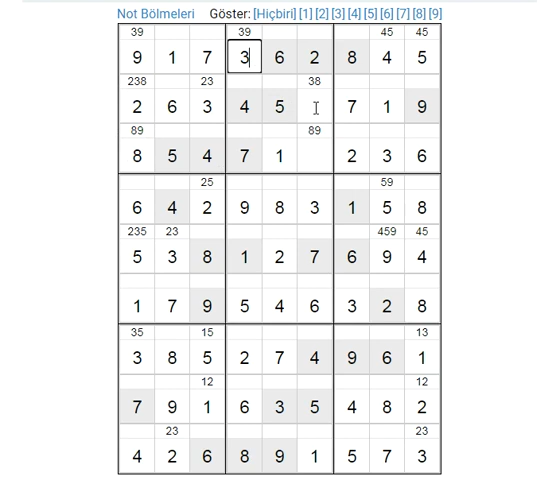 Not Bölmeleri Göster: [Hiçbiri] [1] [2] [3] [4] [5] [6] [7] [8] [9]
39 39 45 45
9 1 7 3 6 2 8 4 5
238 23 38
2 6 3 4 5 7 1 9
89 89
8 5 4 7 1 2 3 6
25 59
6 4 2 9 8 3 1 5 8
235 23 459 45
5 3 8 1 2 7 6 9 4
1 7 9 5 4 6 3 2 8
35 15 13
3 8 5 2 7 4 9 6 1
12 12
7 9 1 6 3 5 4 8 2
23 23
4 2 6 8 9 1 5 7 3